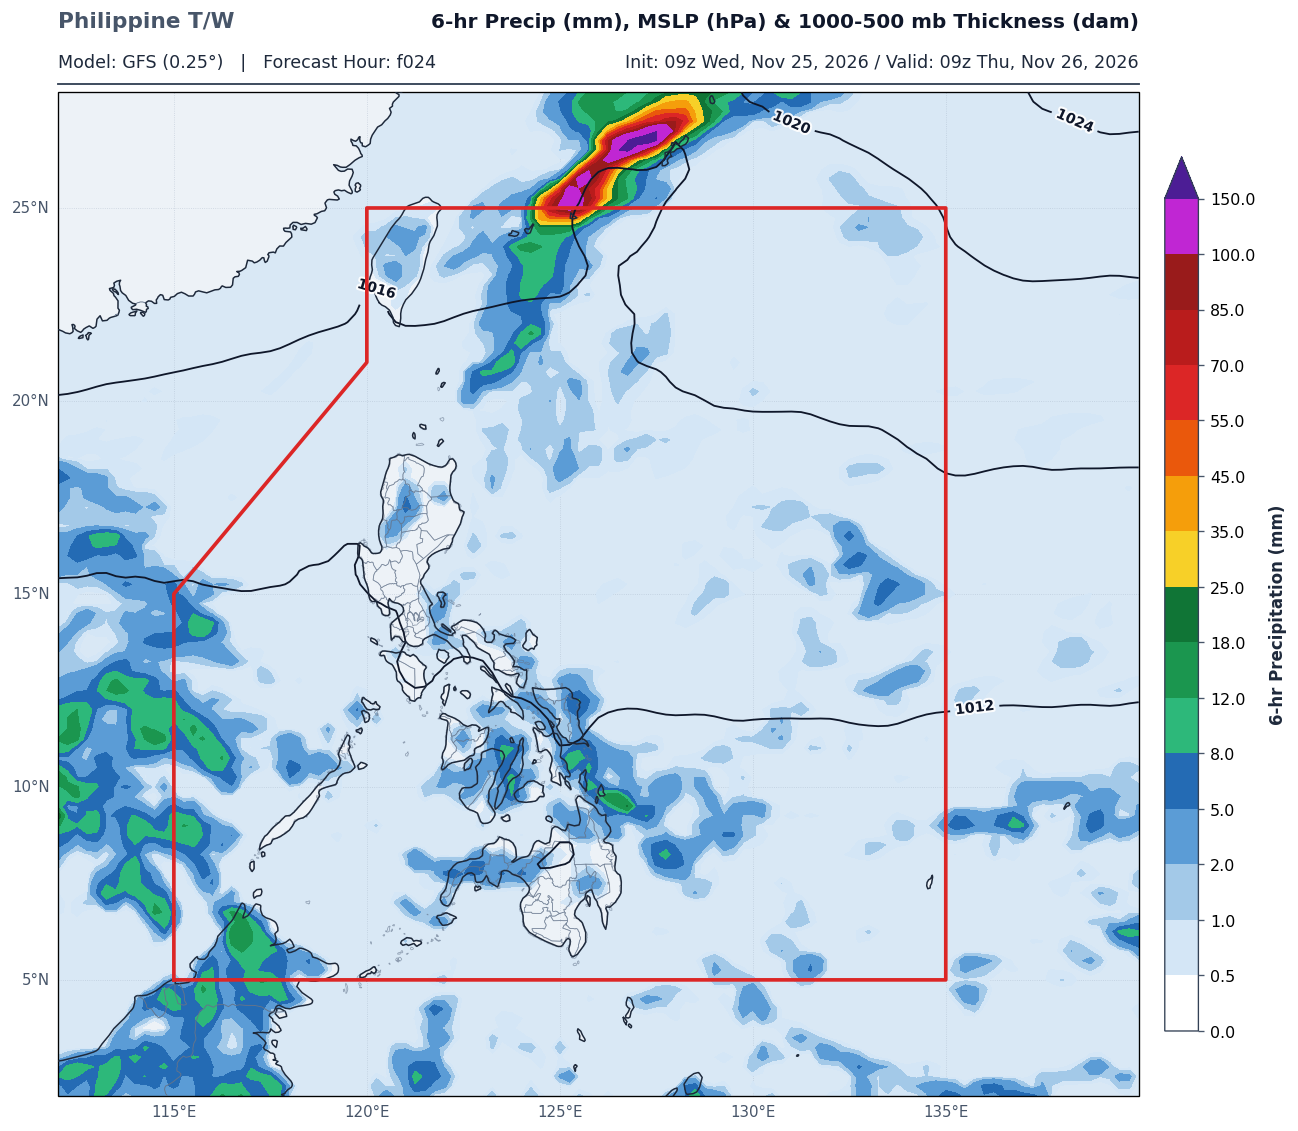 Philippine T/W
6-hr Precip (mm), MSLP (hPa) & 1000-500 mb Thickness (dam)
Model: GFS (0.25°) | Forecast Hour: f024
Init: 09z Wed, Nov 25, 2026 / Valid: 09z Thu, Nov 26, 2026
1020
1024
1016
1012
25°N
20°N
15°N
10°N
5°N
115°E
120°E
125°E
130°E
135°E
150.0
100.0
85.0
70.0
55.0
45.0
35.0
25.0
18.0
12.0
8.0
5.0
2.0
1.0
0.5
0.0
6-hr Precipitation (mm)